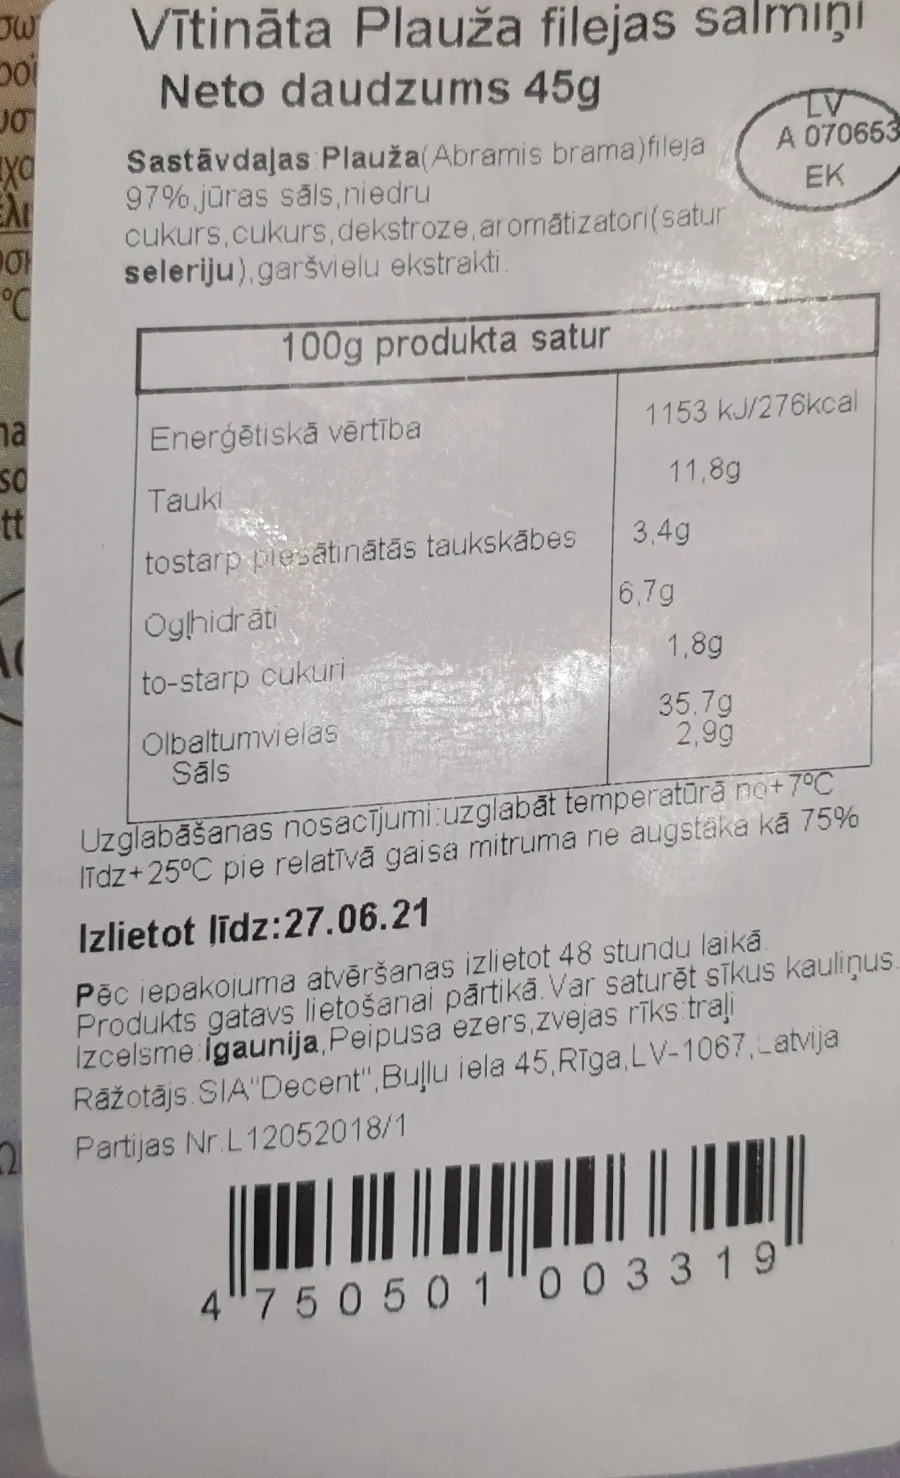 Vītināta Plauža filejas salmiņi
Neto daudzums 45g
LV
A 070653
EK
Sastāvdaļas:Plauža(Abramis brama)fileja
97%,jūras sāls,niedru
cukurs,cukurs,dekstroze,aromātizatori(satur
seleriju),garšvielu ekstrakti.
100g produkta satur
Enerģētiskā vērtība 1153 kJ/276kcal
Tauki 11,8g
tostarp piesātinātās taukskābes 3,4g
Ogļhidrāti 6,7g
to-starp cukuri 1,8g
Olbaltumvielas 35,7g
Sāls 2,9g
Uzglabāšanas nosacījumi:uzglabāt temperatūrā no+7ºC
līdz+25ºC pie relatīvā gaisa mitruma ne augstāka kā 75%
Izlietot līdz:27.06.21
Pēc iepakojuma atvēršanas izlietot 48 stundu laikā.
Produkts gatavs lietošanai pārtikā.Var saturēt sīkus kauliņus.
Izcelsme:Igaunija,Peipusa ezers,zvejas rīks:traļi
Rāžotājs.SIA"Decent",Buļļu iela 45,Rīga,LV-1067,Latvija
Partijas Nr.L12052018/1
4 750501 003319